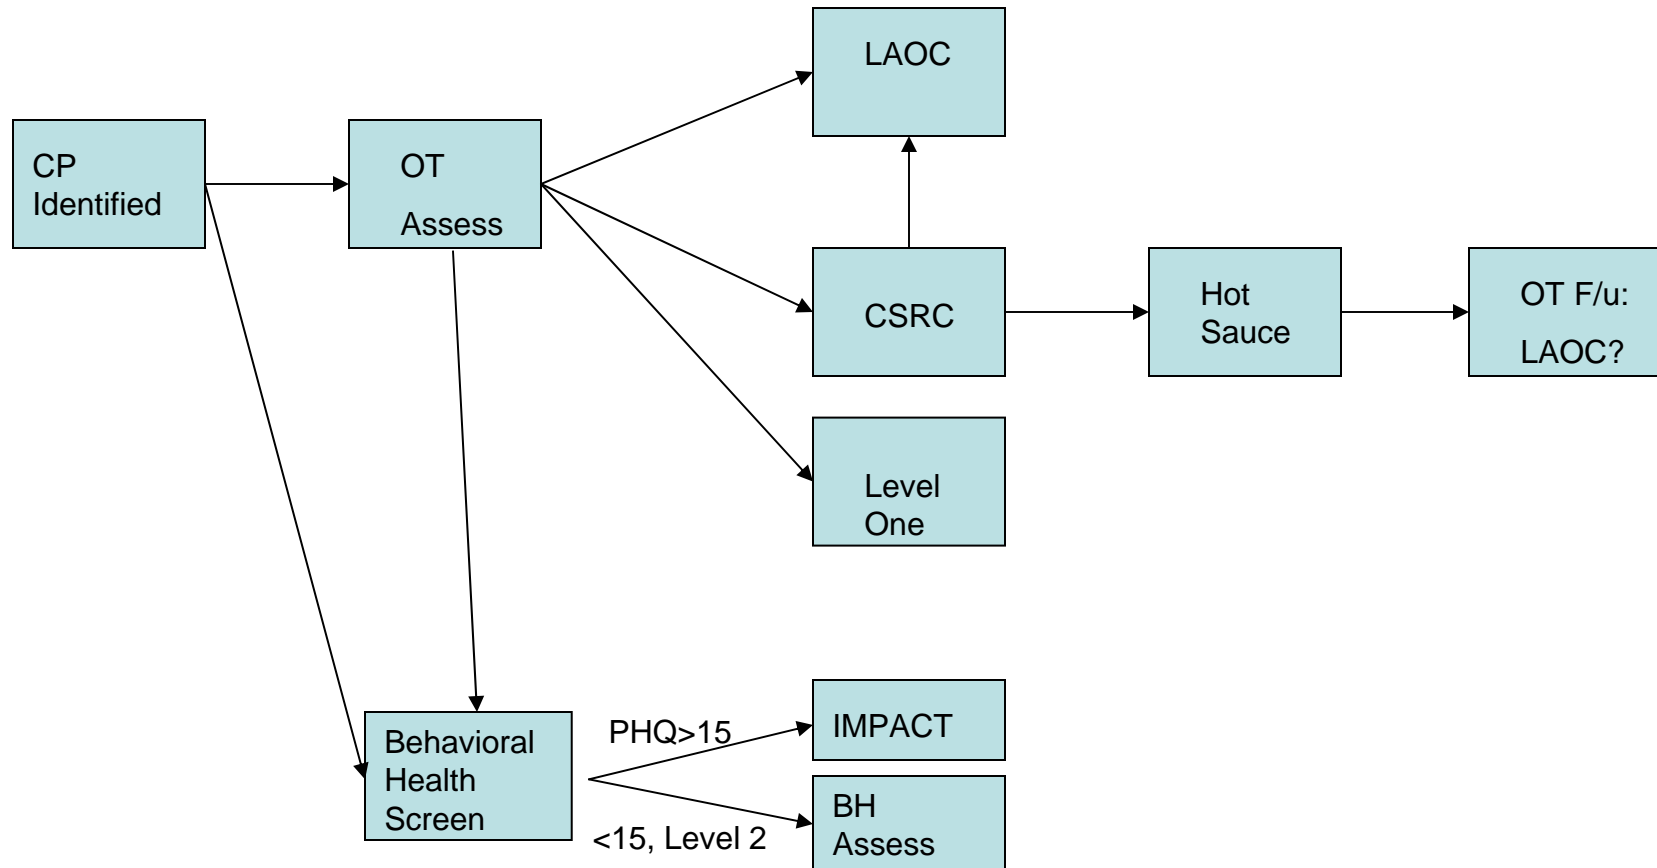 LAOC
CP
Identified
OT
Assess
CSRC
Hot
Sauce
OT F/u:
LAOC?
Level
One
Behavioral
Health
Screen
PHQ>15
IMPACT
<15, Level 2
BH
Assess